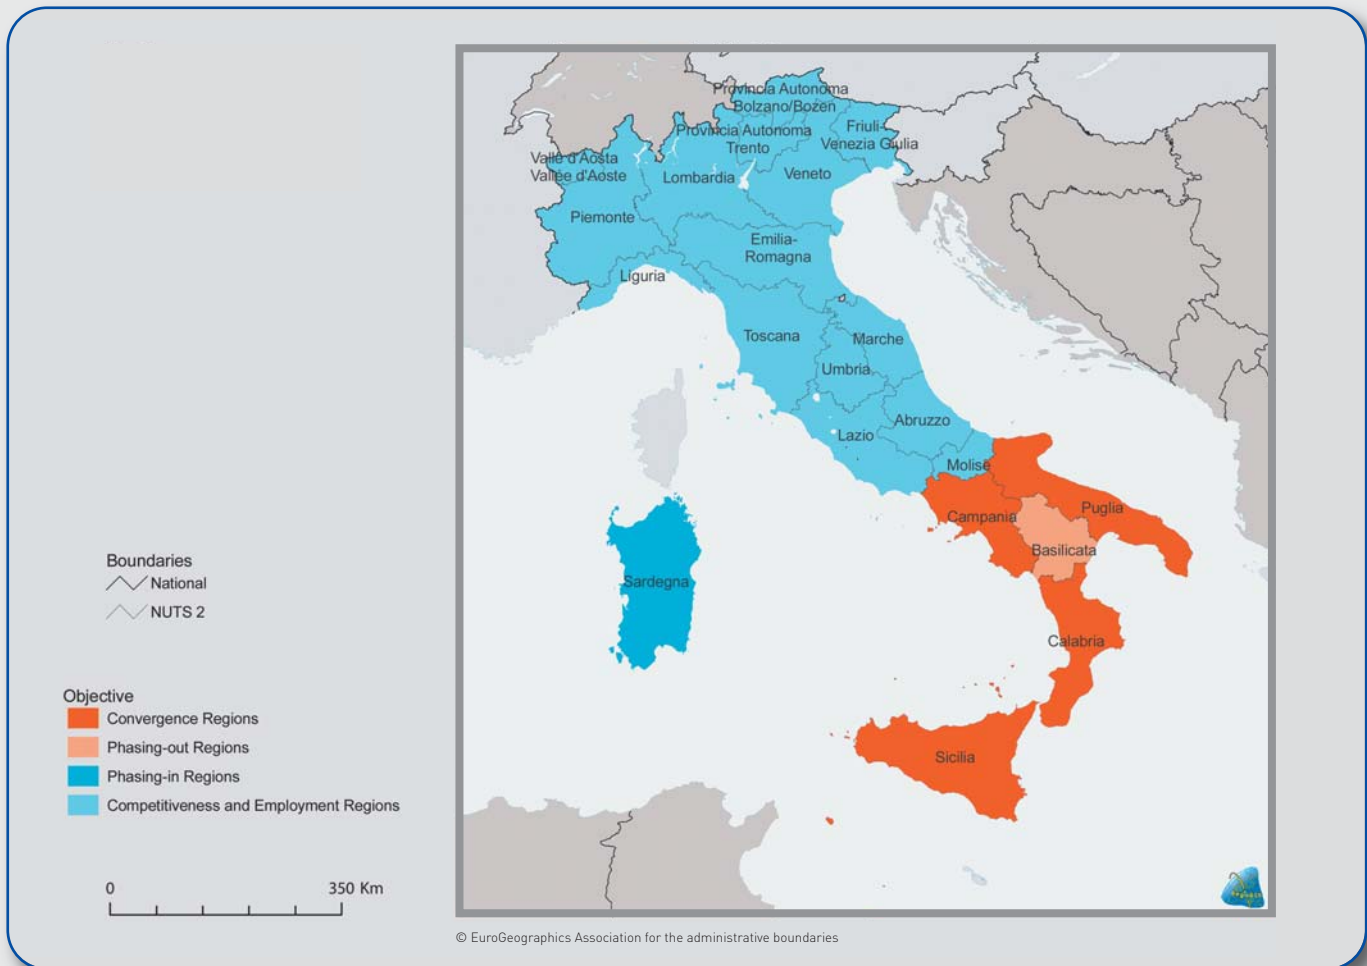 Provincia Autonoma
Bolzano/Bozen
Provincia Autonoma
Trento
Friuli-
Venezia Giulia
Valle d'Aosta
Vallée d'Aoste
Lombardia
Veneto
Piemonte
Emilia-
Romagna
Liguria
Toscana
Marche
Umbria
Abruzzo
Lazio
Molise
Campania
Puglia
Basilicata
Sardegna
Calabria
Sicilia
Boundaries
National
NUTS 2
Objective
Convergence Regions
Phasing-out Regions
Phasing-in Regions
Competitiveness and Employment Regions
0 350 Km
© EuroGeographics Association for the administrative boundaries